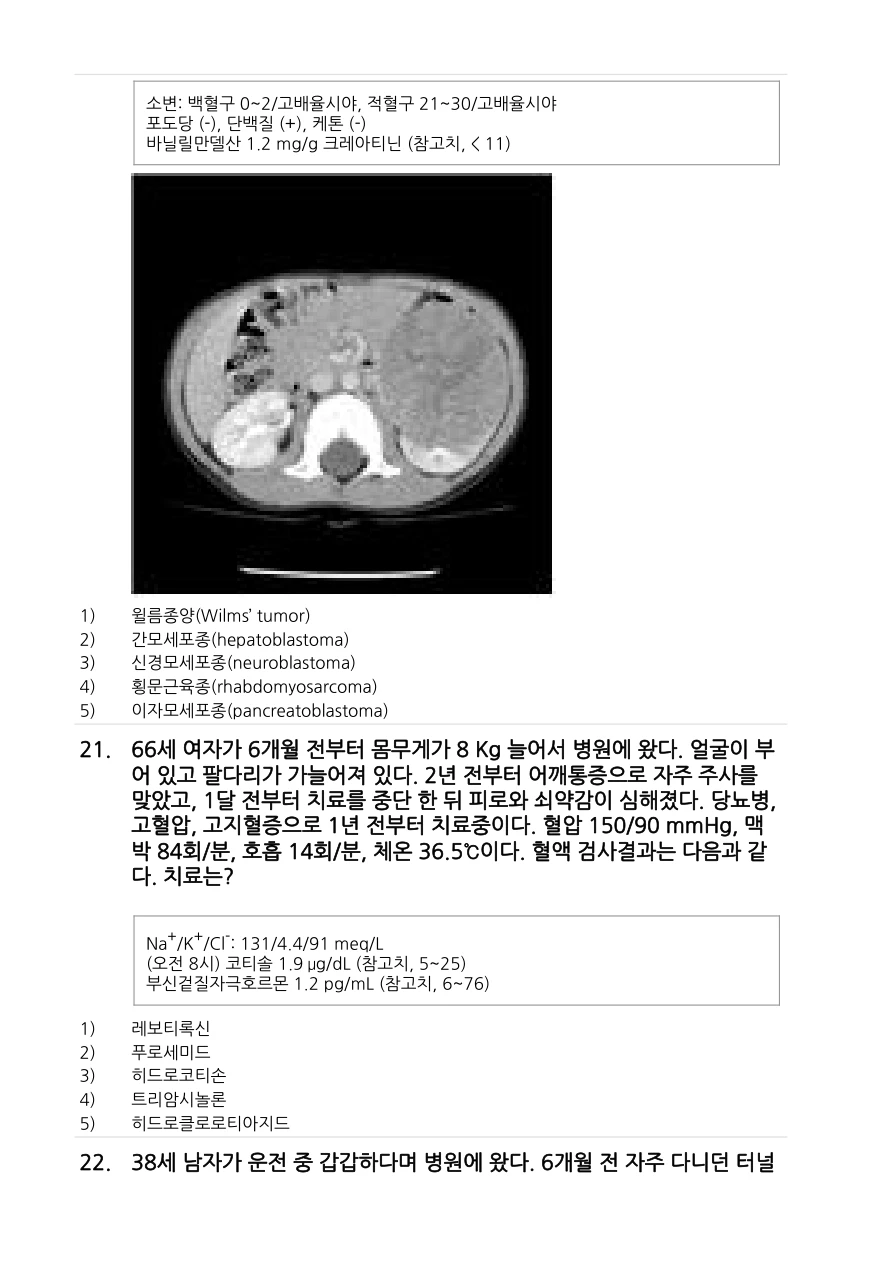 소변: 백혈구 0~2/고배율시야, 적혈구 21~30/고배율시야
포도당 (-), 단백질 (+), 케톤 (-)
바닐릴만델산 1.2 mg/g 크레아티닌 (참고치, < 11)
1) 윌름종양(Wilms’ tumor)
2) 간모세포종(hepatoblastoma)
3) 신경모세포종(neuroblastoma)
4) 횡문근육종(rhabdomyosarcoma)
5) 이자모세포종(pancreatoblastoma)
21. 66세 여자가 6개월 전부터 몸무게가 8 Kg 늘어서 병원에 왔다. 얼굴이 부
어 있고 팔다리가 가늘어져 있다. 2년 전부터 어깨통증으로 자주 주사를
맞았고, 1달 전부터 치료를 중단 한 뒤 피로와 쇠약감이 심해졌다. 당뇨병,
고혈압, 고지혈증으로 1년 전부터 치료중이다. 혈압 150/90 mmHg, 맥
박 84회/분, 호흡 14회/분, 체온 36.5℃이다. 혈액 검사결과는 다음과 같
다. 치료는?
Na⁺/K⁺/Cl⁻: 131/4.4/91 meq/L
(오전 8시) 코티솔 1.9 μg/dL (참고치, 5~25)
부신겉질자극호르몬 1.2 pg/mL (참고치, 6~76)
1) 레보티록신
2) 푸로세미드
3) 히드로코티손
4) 트리암시놀론
5) 히드로클로로티아지드
22. 38세 남자가 운전 중 갑갑하다며 병원에 왔다. 6개월 전 자주 다니던 터널